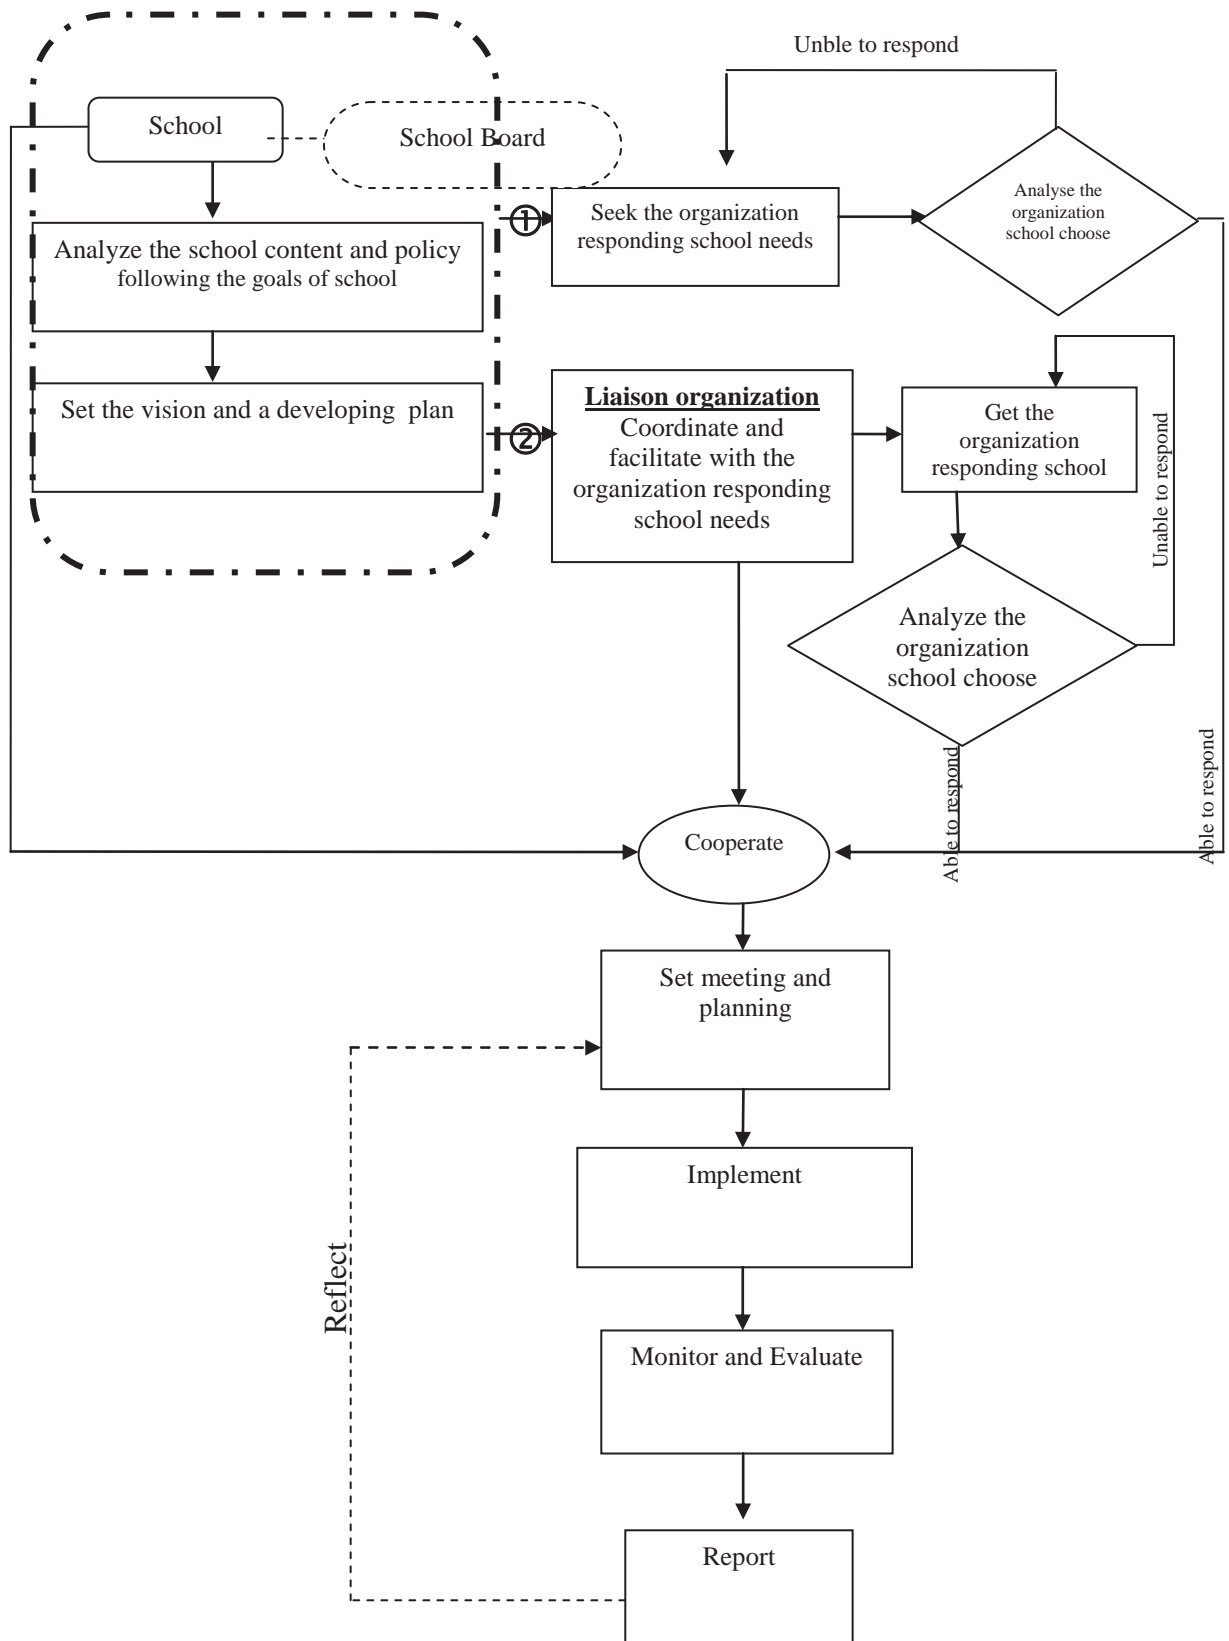 Unble to respond
School
School Board
Analyse the
organization
school choose
①
Seek the organization
responding school needs
Analyze the school content and policy
following the goals of school
Set the vision and a developing plan
②
Liaison organization
Coordinate and
facilitate with the
organization responding
school needs
Get the
organization
responding school
Unable to respond
Analyze the
organization
school choose
Able to respond
Able to respond
Cooperate
Set meeting and
planning
Implement
Reflect
Monitor and Evaluate
Report